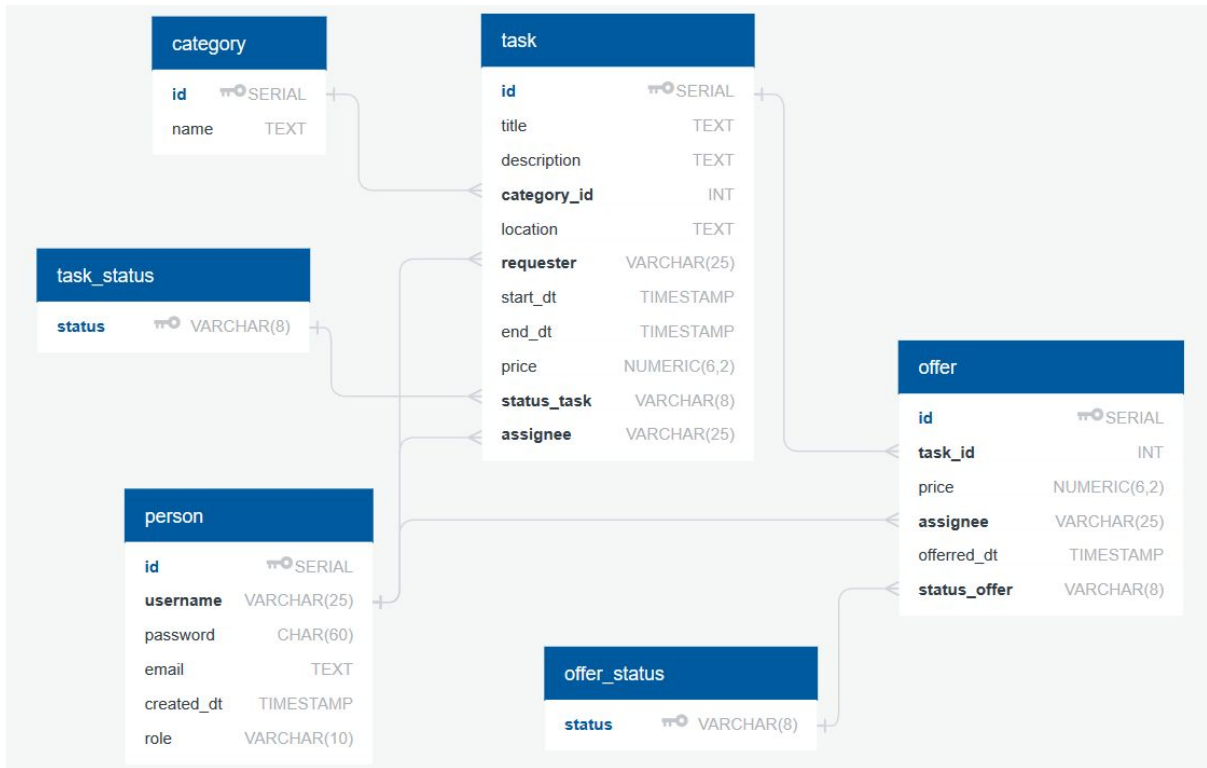 category
id SERIAL
name TEXT
task
id SERIAL
title TEXT
description TEXT
category_id INT
location TEXT
requester VARCHAR(25)
start_dt TIMESTAMP
end_dt TIMESTAMP
price NUMERIC(6,2)
status_task VARCHAR(8)
assignee VARCHAR(25)
task_status
status VARCHAR(8)
offer
id SERIAL
task_id INT
price NUMERIC(6,2)
assignee VARCHAR(25)
offerred_dt TIMESTAMP
status_offer VARCHAR(8)
person
id SERIAL
username VARCHAR(25)
password CHAR(60)
email TEXT
created_dt TIMESTAMP
role VARCHAR(10)
offer_status
status VARCHAR(8)